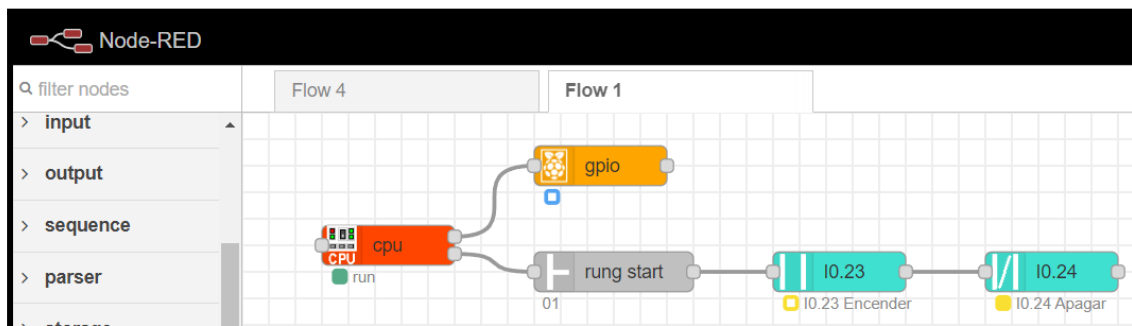 Node-RED
filter nodes
Flow 4
Flow 1
input
output
sequence
parser
gpio
cpu
CPU
run
rung start
01
I0.23
I0.23 Encender
I0.24
I0.24 Apagar